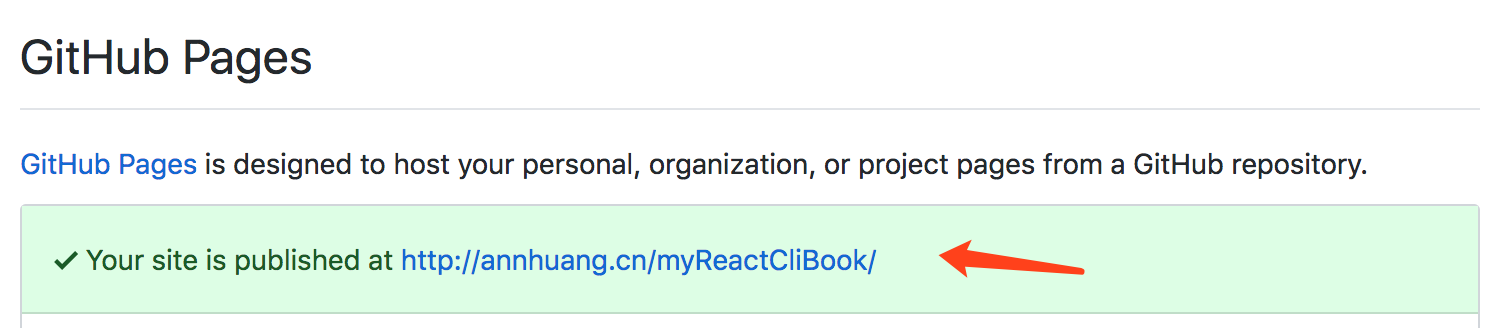 GitHub Pages
GitHub Pages is designed to host your personal, organization, or project pages from a GitHub repository.
✓ Your site is published at http://annhuang.cn/myReactCliBook/